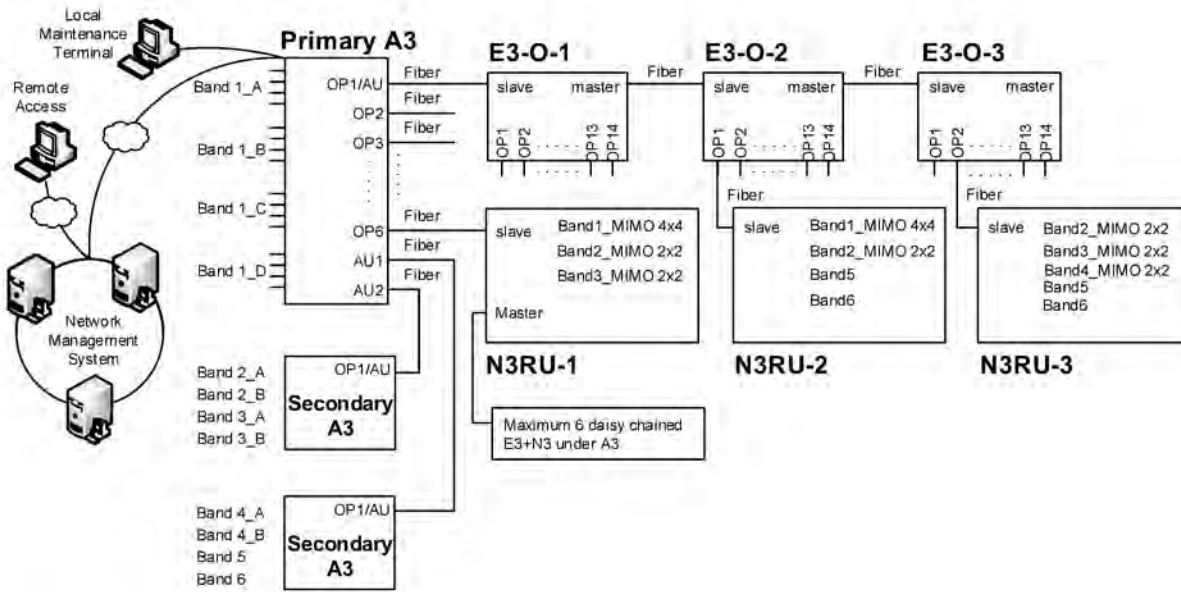 Local
Maintenance
Terminal
Remote
Access
Network
Management
System
Primary A3
Band 1_A
Band 1_B
Band 1_C
Band 1_D
OP1/AU
OP2
OP3
OP6
AU1
AU2
Fiber
Fiber
Fiber
Fiber
Fiber
Fiber
E3-O-1
slave master
OP1
OP2
OP13
OP14
Fiber
E3-O-2
slave master
OP1
OP2
OP13
OP14
Fiber
E3-O-3
slave master
OP1
OP2
OP13
OP14
slave
Band1_MIMO 4x4
Band2_MIMO 2x2
Band3_MIMO 2x2
Master
N3RU-1
Fiber
slave
Band1_MIMO 4x4
Band2_MIMO 2x2
Band5
Band6
N3RU-2
Fiber
slave
Band2_MIMO 2x2
Band3_MIMO 2x2
Band4_MIMO 2x2
Band5
Band6
N3RU-3
Band 2_A
Band 2_B
Band 3_A
Band 3_B
OP1/AU
Secondary
A3
Maximum 6 daisy chained
E3+N3 under A3
Band 4_A
Band 4_B
Band 5
Band 6
OP1/AU
Secondary
A3